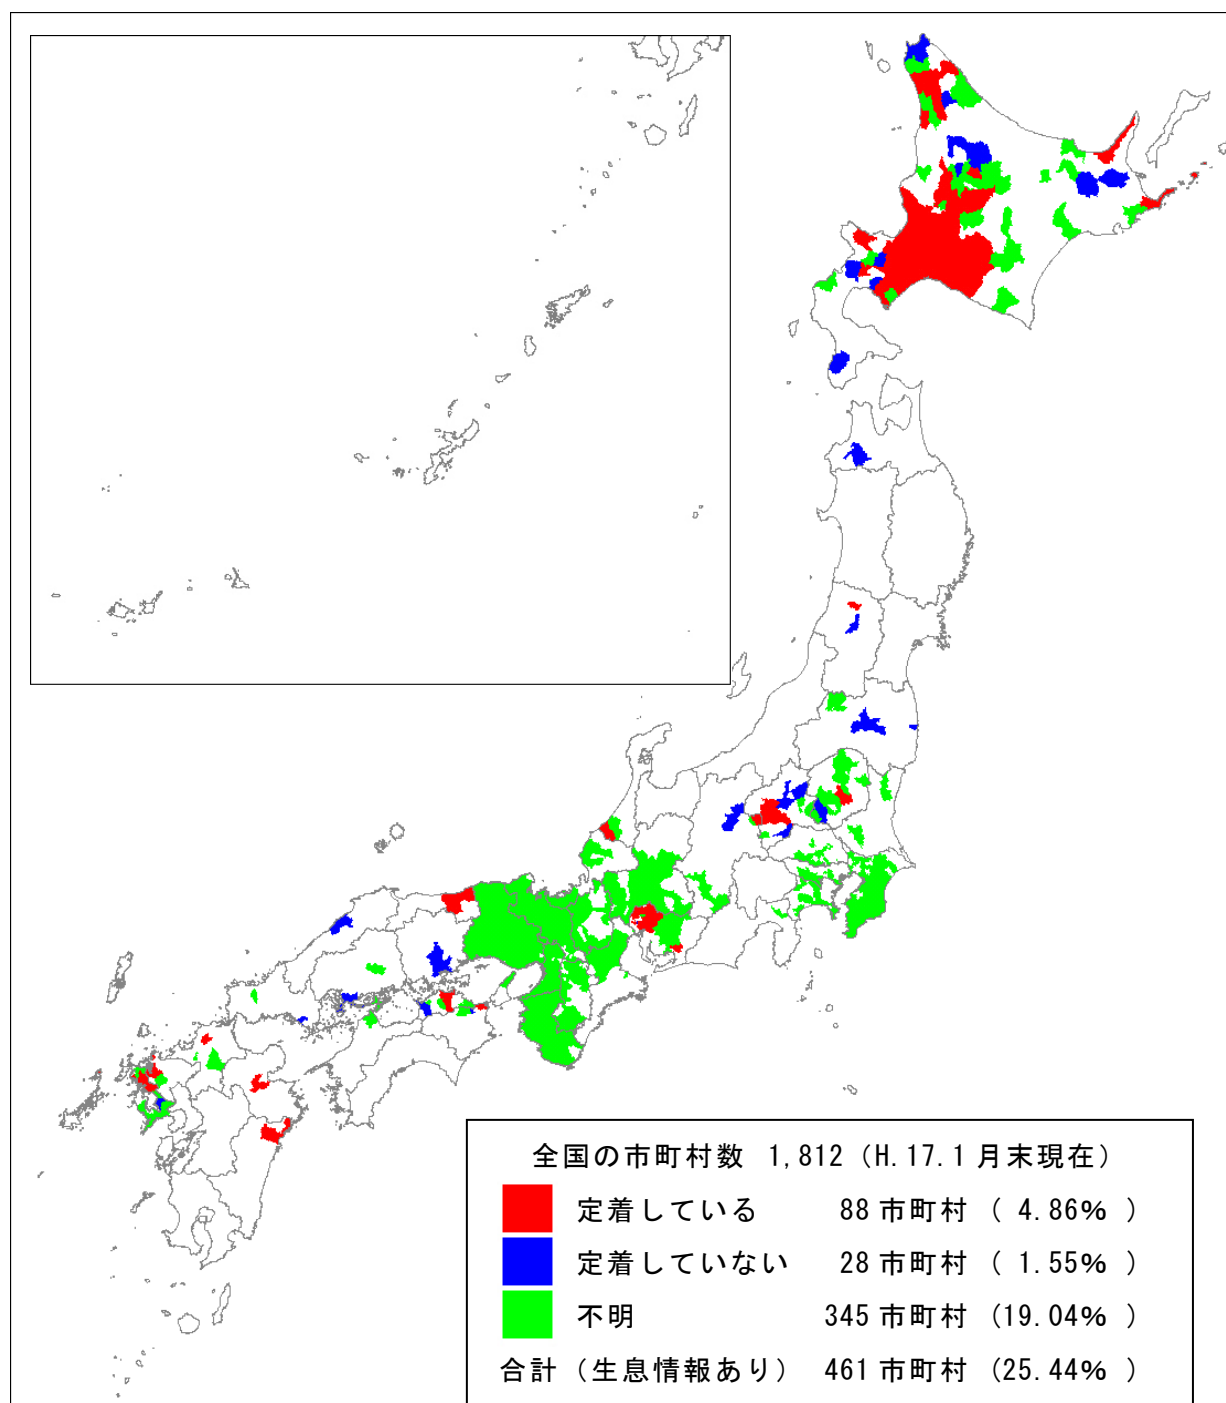 全国の市町村数 1,812（H.17.1月末現在）
定着している 88市町村（ 4.86% ）
定着していない 28市町村（ 1.55% ）
不明 345市町村（19.04% ）
合計（生息情報あり） 461市町村（25.44% ）